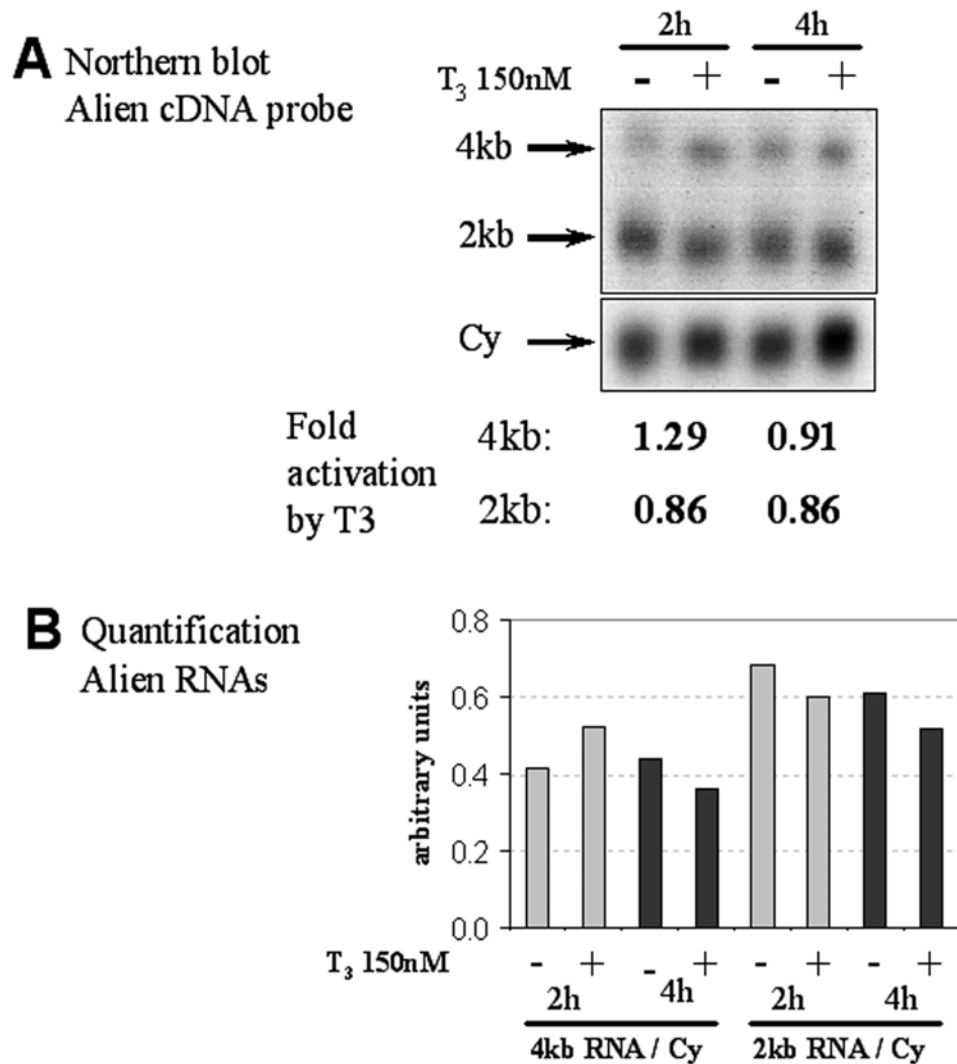 A Northern blot
Alien cDNA probe
2h 4h
T₃ 150nM - + - +
4kb
2kb
Cy
Fold
activation
by T3
4kb: 1.29 0.91
2kb: 0.86 0.86
B Quantification
Alien RNAs
arbitrary units
0.8
0.6
0.4
0.2
0.0
T₃ 150nM - + - + - + - +
2h 4h 2h 4h
4kb RNA / Cy 2kb RNA / Cy